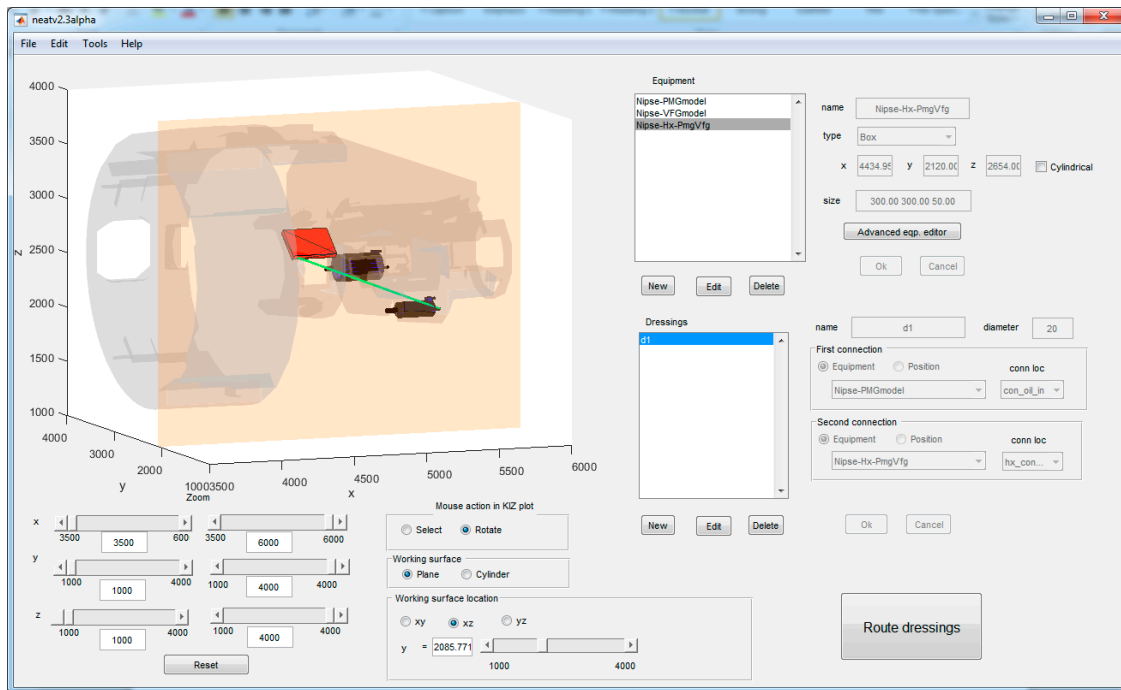 neatv2.3alpha
File Edit Tools Help
Equipment
Nipse-PMGmodel
Nipse-VFGmodel
Nipse-Hx-PmgVfg
New Edit Delete
name Nipse-Hx-PmgVfg
type Box
x 4434.95 y 2120.00 z 2654.00 Cylindrical
size 300.00 300.00 50.00
Advanced eqp. editor
Ok Cancel
4000
3500
3000
2500
2000
1500
1000
z
4000
3000
2000
1000
y
3500
4000
4500
5000
5500
6000
x
Dressings
d1
New Edit Delete
name d1 diameter 20
First connection
Equipment Position conn loc
Nipse-PMGmodel con_oil_in
Second connection
Equipment Position conn loc
Nipse-Hx-PmgVfg hx_con...
Ok Cancel
Zoom
x
3500 3500 600 3500 6000 6000
y
1000 1000 4000 1000 4000 4000
z
1000 1000 4000 1000 4000 4000
Reset
Mouse action in KIZ plot
Select Rotate
Working surface
Plane Cylinder
Working surface location
xy xz yz
y = 2085.771
1000 4000
Route dressings